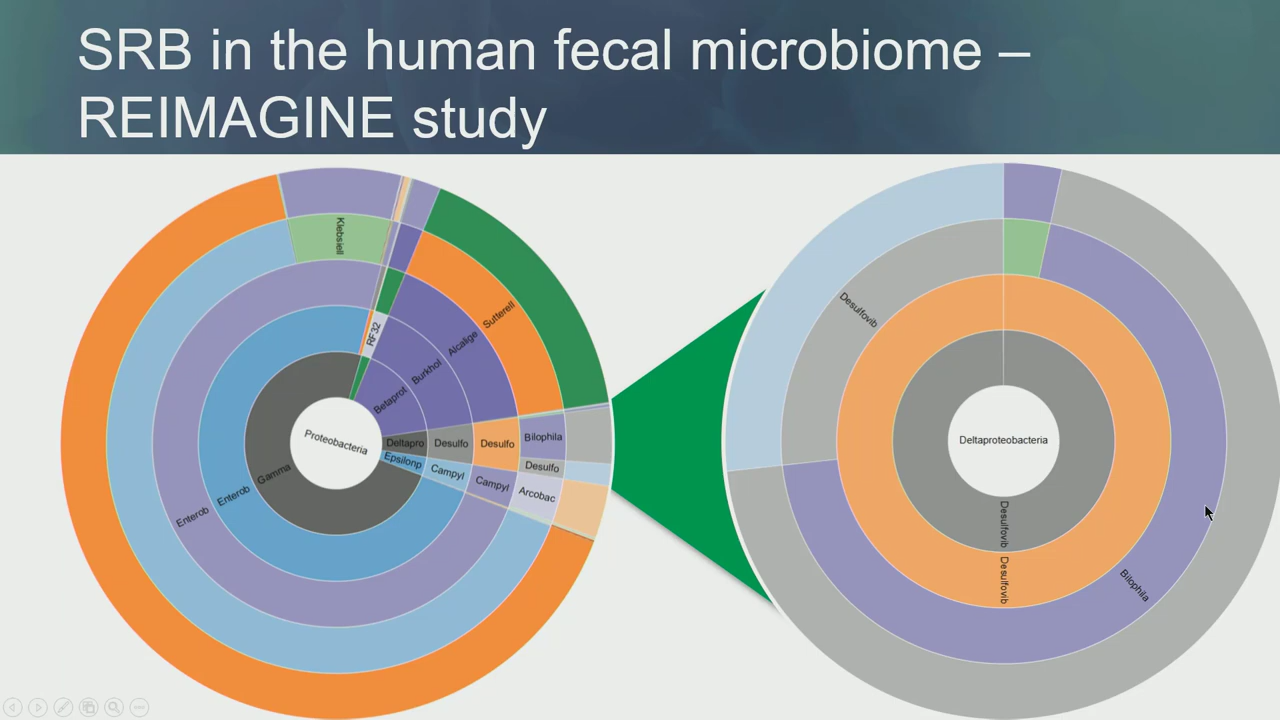 SRB in the human fecal microbiome –
REIMAGINE study
Klebsiell
RF32
Sutterell
Alcalige
Burkhol
Betaprot
Proteobacteria
Deltapro
Desulfo
Desulfo
Bilophila
Desulfo
Epsilonp
Campyl
Campyl
Arcobac
Gamma
Enterob
Enterob
Desulfovib
Deltaproteobacteria
Desulfovib
Desulfovib
Bilophila